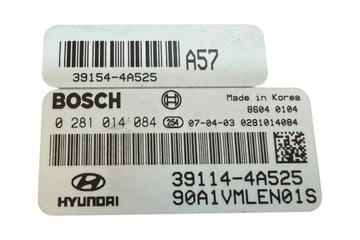 39154-4A525
A57
BOSCH
Made in Korea
8604 0104
0 281 014 084 254 07-04-03 0281014084
HYUNDAI
39114-4A525
90A1VMLEN01S